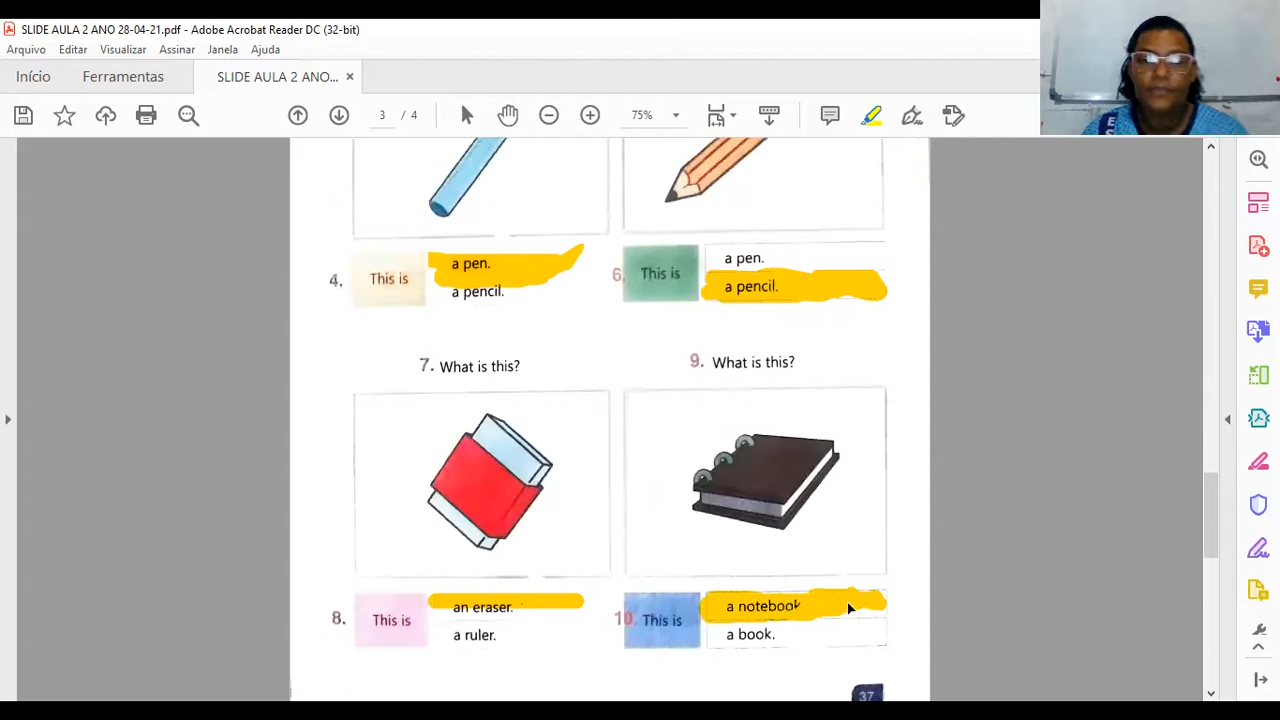 SLIDE AULA 2 ANO 28-04-21.pdf - Adobe Acrobat Reader DC (32-bit)
Arquivo Editar Visualizar Assinar Janela Ajuda
Início Ferramentas SLIDE AULA 2 ANO... ×
3 / 4 75%
4. This is a pen.
a pencil.
6. This is a pen.
a pencil.
7. What is this?
9. What is this?
8. This is an eraser.
a ruler.
10. This is a notebook
a book.
37